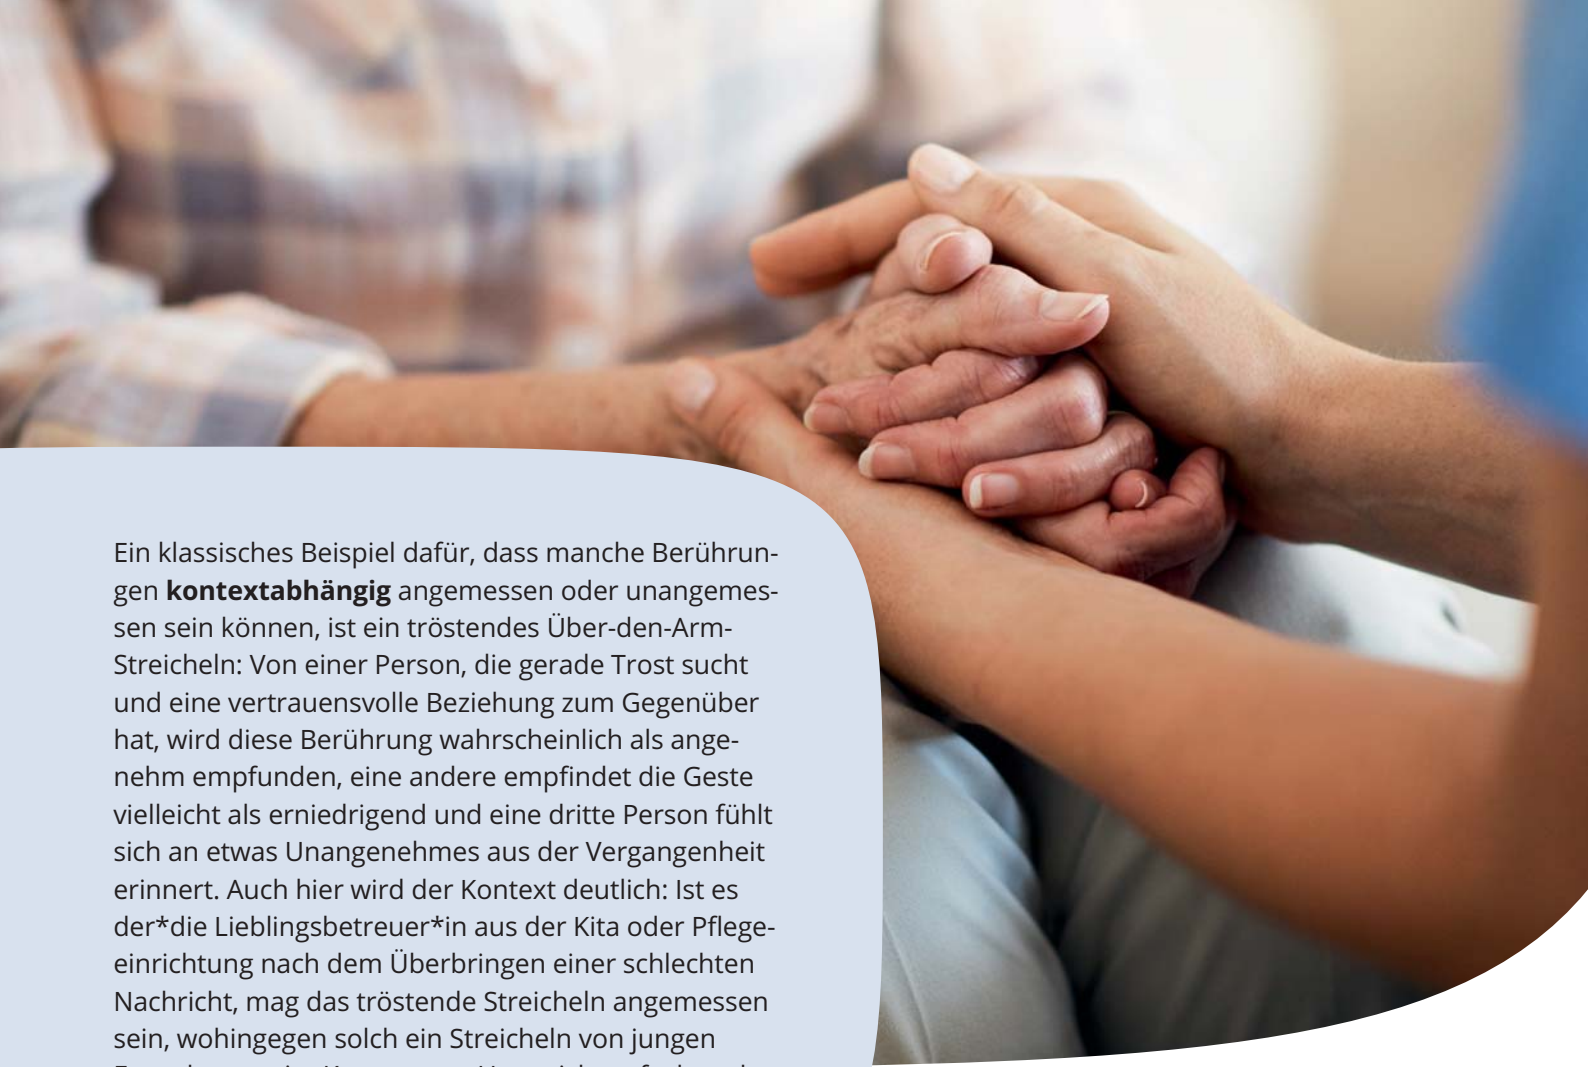 Ein klassisches Beispiel dafür, dass manche Berührun-
gen kontextabhängig angemessen oder unangemes-
sen sein können, ist ein tröstendes Über-den-Arm-
Streicheln: Von einer Person, die gerade Trost sucht
und eine vertrauensvolle Beziehung zum Gegenüber
hat, wird diese Berührung wahrscheinlich als ange-
nehm empfunden, eine andere empfindet die Geste
vielleicht als erniedrigend und eine dritte Person fühlt
sich an etwas Unangenehmes aus der Vergangenheit
erinnert. Auch hier wird der Kontext deutlich: Ist es
der*die Lieblingsbetreuer*in aus der Kita oder Pflege-
einrichtung nach dem Überbringen einer schlechten
Nachricht, mag das tröstende Streicheln angemessen
sein, wohingegen solch ein Streicheln von jungen